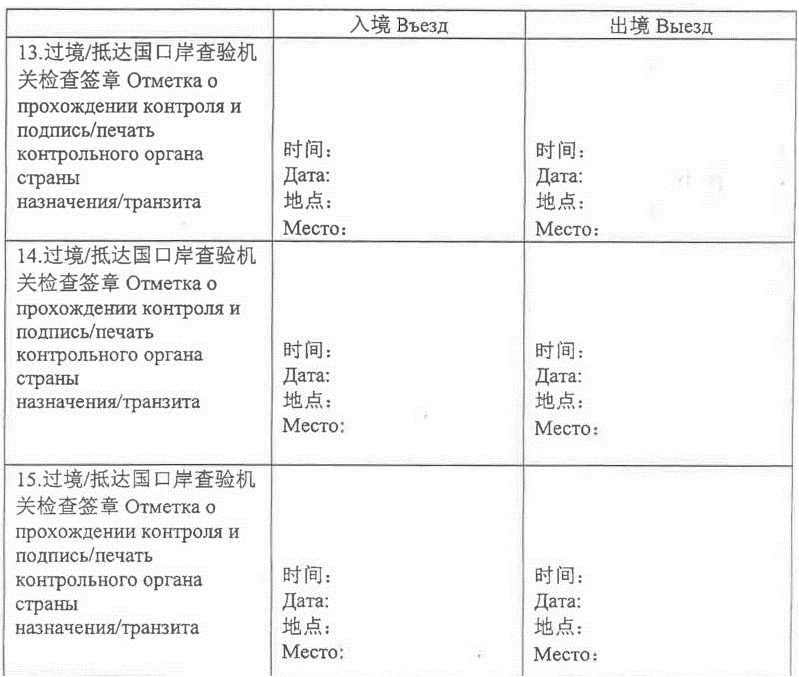 入境 Въезд
出境 Выезд
13.过境/抵达国口岸查验机
关检查签章 Отметка о
прохождении контроля и
подпись/печать
контрольного органа
страны
назначения/транзита
时间：
Дата:
地点：
Место：
时间：
Дата:
地点：
Место：
14.过境/抵达国口岸查验机
关检查签章 Отметка о
прохождении контроля и
подпись/печать
контрольного органа
страны
назначения/транзита
时间：
Дата:
地点：
Место:
时间：
Дата:
地点：
Место：
15.过境/抵达国口岸查验机
关检查签章 Отметка о
прохождении контроля и
подпись/печать
контрольного органа
страны
назначения/транзита
时间：
Дата:
地点：
Место:
时间：
Дата:
地点：
Место：